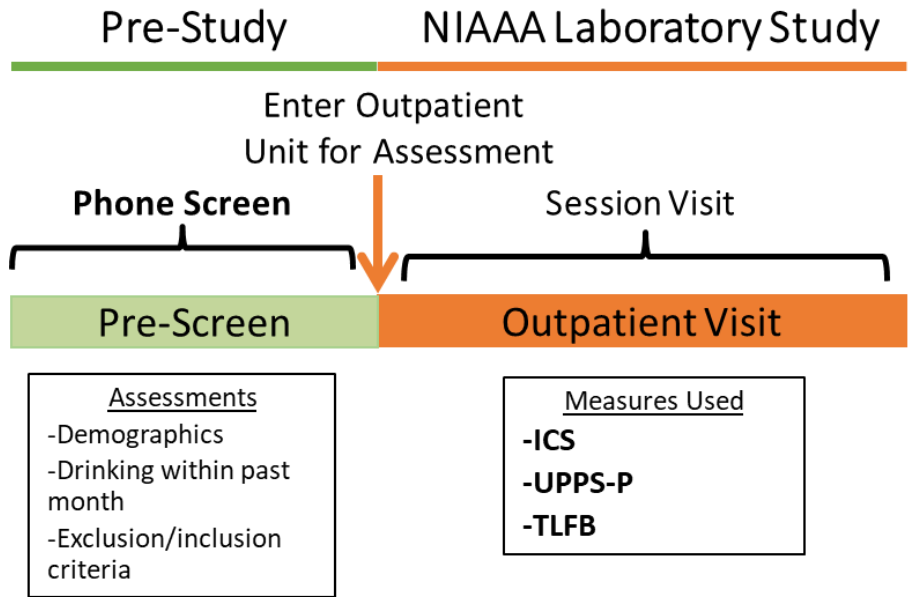 Pre-Study
NIAAA Laboratory Study
Enter Outpatient
Unit for Assessment
Phone Screen
Session Visit
Pre-Screen
Outpatient Visit
Assessments
-Demographics
-Drinking within past
month
-Exclusion/inclusion
criteria
Measures Used
-ICS
-UPPS-P
-TLFB